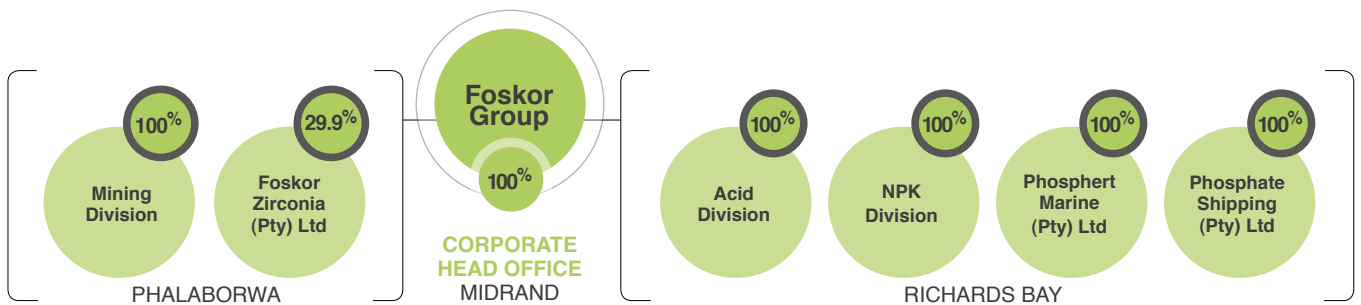 100%
Mining
Division
29.9%
Foskor
Zirconia
(Pty) Ltd
PHALABORWA
Foskor
Group
100%
CORPORATE
HEAD OFFICE
MIDRAND
100%
Acid
Division
100%
NPK
Division
100%
Phosphert
Marine
(Pty) Ltd
100%
Phosphate
Shipping
(Pty) Ltd
RICHARDS BAY